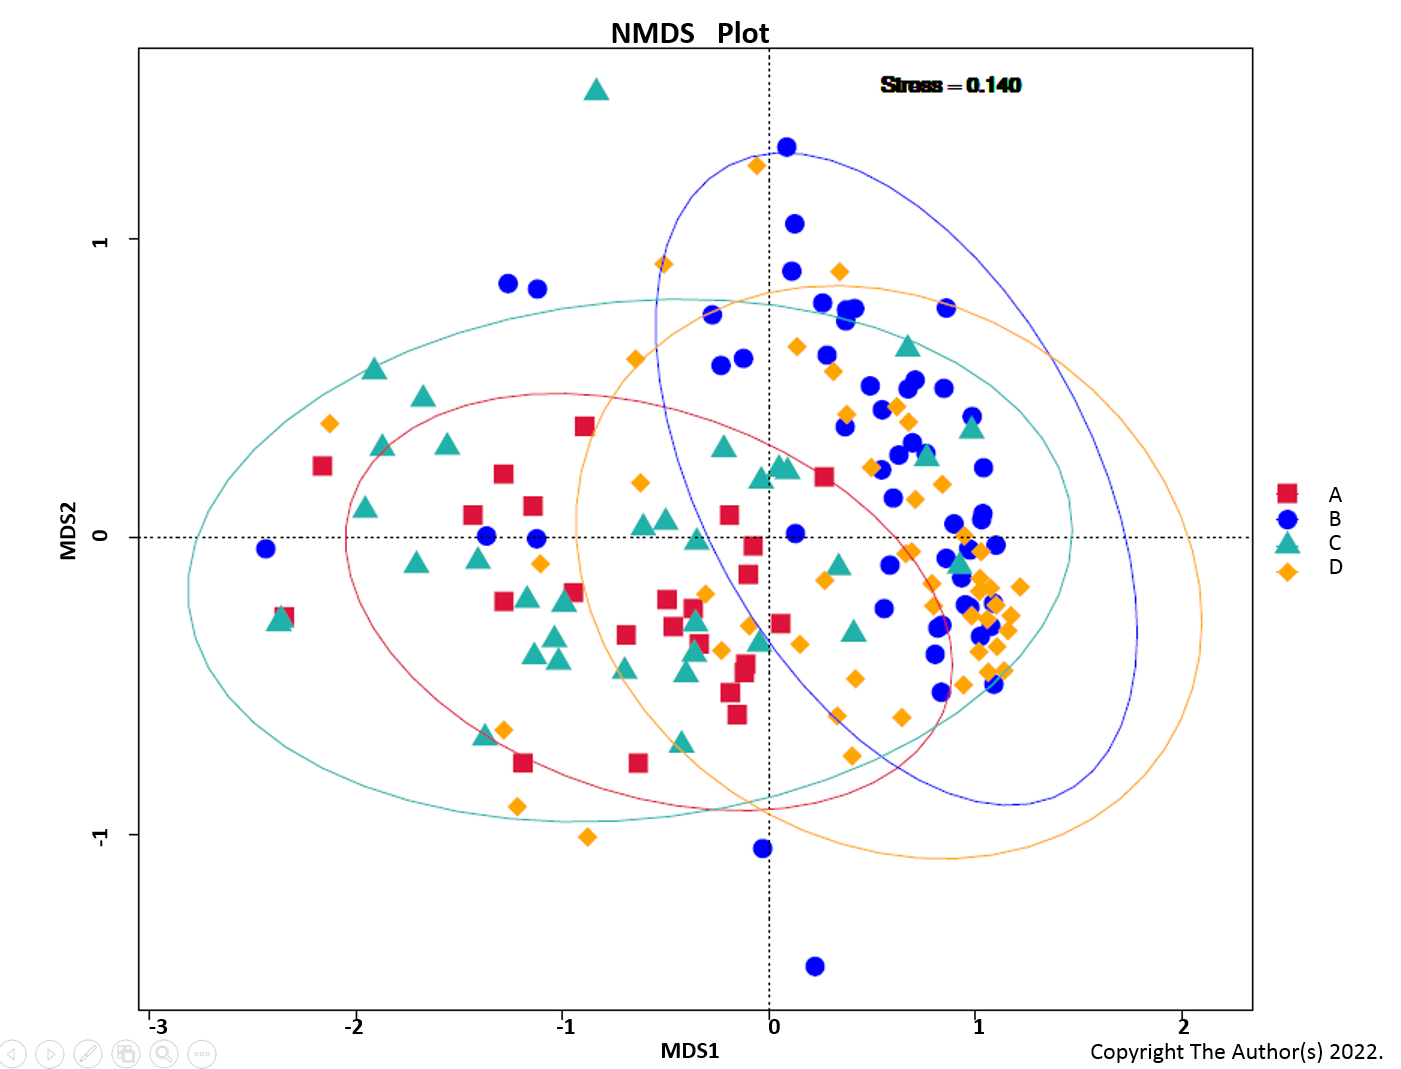 NMDS Plot
Stress = 0.140
1
0
-1
MDS2
-3 -2 -1 0 1 2
MDS1
A
B
C
D
Copyright The Author(s) 2022.